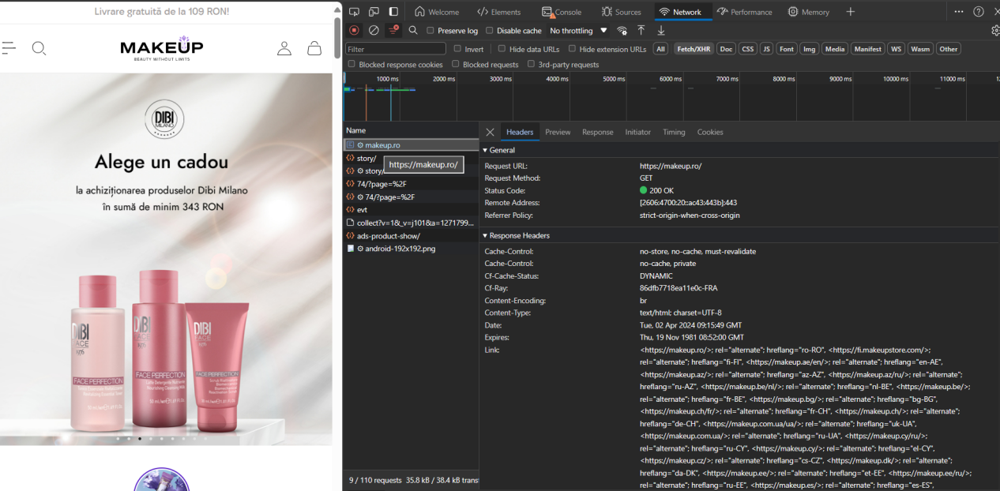 Livrare gratuită de la 109 RON!
MAKEUP
BEAUTY WITHOUT LIMITS
DIBI
MILANO
Alege un cadou
la achiziționarea produselor Dibi Milano
în sumă de minim 343 RON
DIBI
FACE
DIBI
FACE
DIBI
FACE
FACE PERFECTION
FACE PERFECTION
FACE PERFECTION
Welcome Elements Console Sources Network Performance Memory
Preserve log Disable cache No throttling
Filter Invert Hide data URLs Hide extension URLs All Fetch/XHR Doc CSS JS Font Img Media Manifest WS Wasm Other
Blocked response cookies Blocked requests 3rd-party requests
1000 ms 2000 ms 3000 ms 4000 ms 5000 ms 6000 ms 7000 ms 8000 ms 9000 ms 10000 ms 11000 ms
Name
makeup.ro
story/
story/
https://makeup.ro/
74/?page=%2F
74/?page=%2F
evt
collect?v=1&_v=j101&a=1271799...
ads-product-show/
android-192x192.png
9 / 110 requests 35.8 kB / 38.4 kB trans
Headers Preview Response Initiator Timing Cookies
General
Request URL: https://makeup.ro/
Request Method: GET
Status Code: 200 OK
Remote Address: [2606:4700:20::ac43:443b]:443
Referrer Policy: strict-origin-when-cross-origin
Response Headers
Cache-Control: no-store, no-cache, must-revalidate
Cache-Control: no-cache, private
Cf-Cache-Status: DYNAMIC
Cf-Ray: 86dfb7718ea11e0c-FRA
Content-Encoding: br
Content-Type: text/html; charset=UTF-8
Date: Tue, 02 Apr 2024 09:15:49 GMT
Expires: Thu, 19 Nov 1981 08:52:00 GMT
Link: <https://makeup.ro/>; rel="alternate"; hreflang="ro-RO", <https://fi.makeupstore.com/>;
rel="alternate"; hreflang="fi-FI", <https://makeup.ae/en/>; rel="alternate"; hreflang="en-AE",
<https://makeup.az/>; rel="alternate"; hreflang="az-AZ", <https://makeup.az/ru/>; rel="alternate";
hreflang="ru-AZ", <https://makeup.be/nl/>; rel="alternate"; hreflang="nl-BE", <https://makeup.be/>;
rel="alternate"; hreflang="fr-BE", <https://makeup.bg/>; rel="alternate"; hreflang="bg-BG",
<https://makeup.ch/fr/>; rel="alternate"; hreflang="fr-CH", <https://makeup.ch/>; rel="alternate";
hreflang="de-CH", <https://makeup.com.ua/ua/>; rel="alternate"; hreflang="uk-UA",
<https://makeup.com.ua/>; rel="alternate"; hreflang="ru-UA", <https://makeup.cy/ru/>;
rel="alternate"; hreflang="ru-CY", <https://makeup.cy/>; rel="alternate"; hreflang="el-CY",
<https://makeup.cz/>; rel="alternate"; hreflang="cs-CZ", <https://makeup.dk/>; rel="alternate";
hreflang="da-DK", <https://makeup.ee/>; rel="alternate"; hreflang="et-EE", <https://makeup.ee/ru/>;
rel="alternate"; hreflang="ru-EE", <https://makeup.es/>; rel="alternate"; hreflang="es-ES",